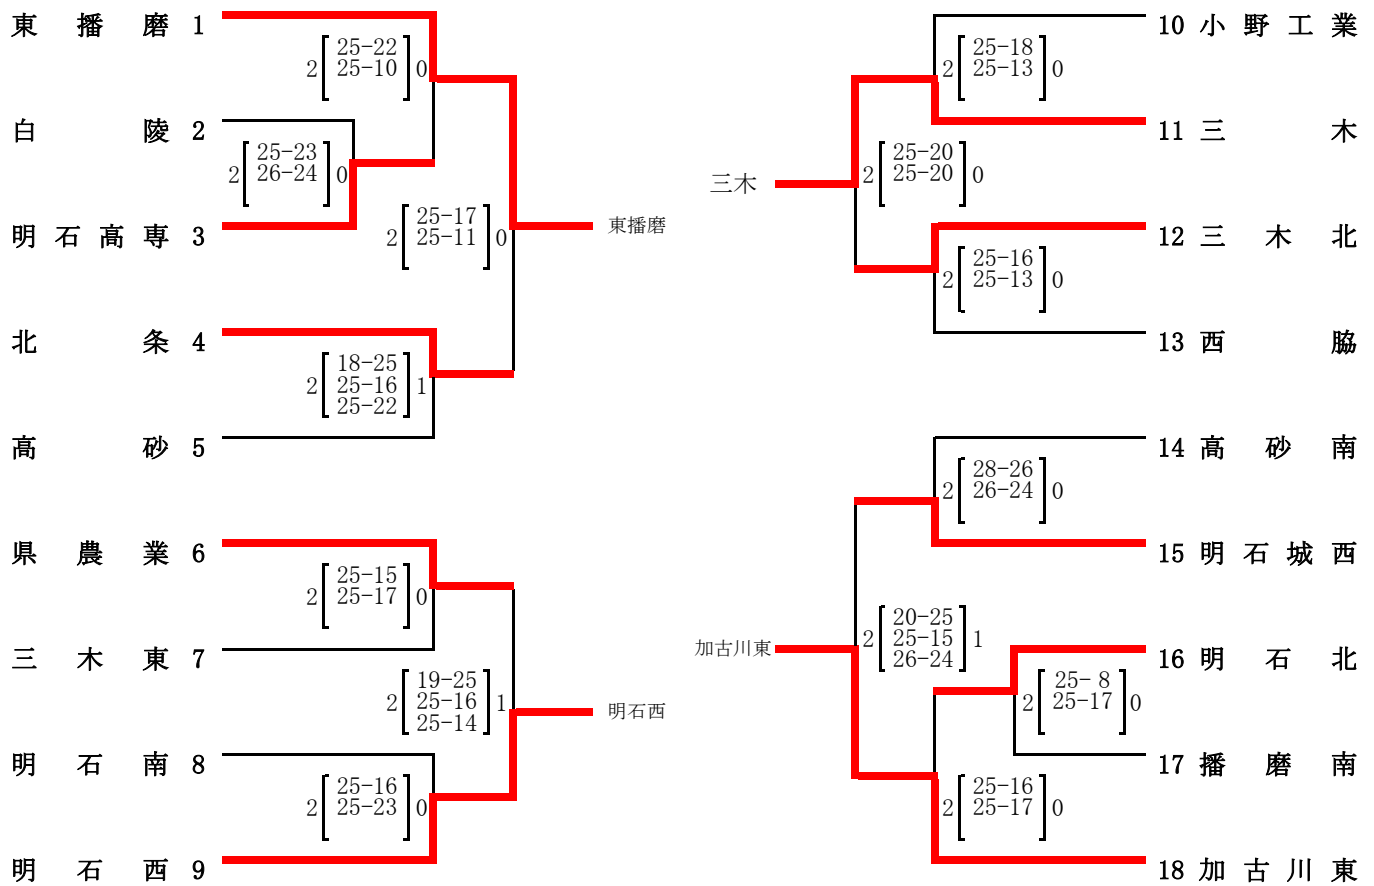 東播磨 1
2 25-22 0
25-10
白陵 2
2 25-23 0
26-24
明石高専 3
2 25-17 0
25-11
東播磨
北条 4
2 18-25 1
25-16
25-22
高砂 5
県農業 6
2 25-15 0
25-17
三木東 7
2 19-25 1
25-16
25-14
明石西
明石南 8
2 25-16 0
25-23
明石西 9
10 小野工業
2 25-18 0
25-13
11 三木
三木
2 25-20 0
25-20
12 三木北
2 25-16 0
25-13
13 西脇
14 高砂南
2 28-26 0
26-24
15 明石城西
加古川東
2 20-25 1
25-15
26-24
16 明石北
2 25- 8 0
25-17
17 播磨南
2 25-16 0
25-17
18 加古川東